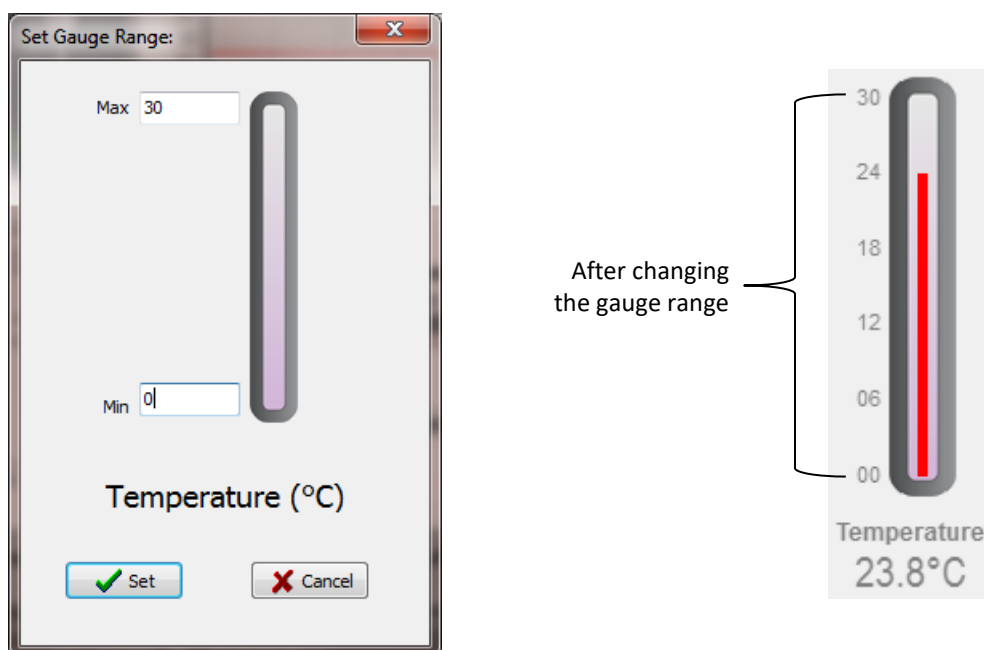 Set Gauge Range:
Max 30
Min 0
Temperature (°C)
Set
Cancel
After changing
the gauge range
30
24
18
12
06
00
Temperature
23.8°C